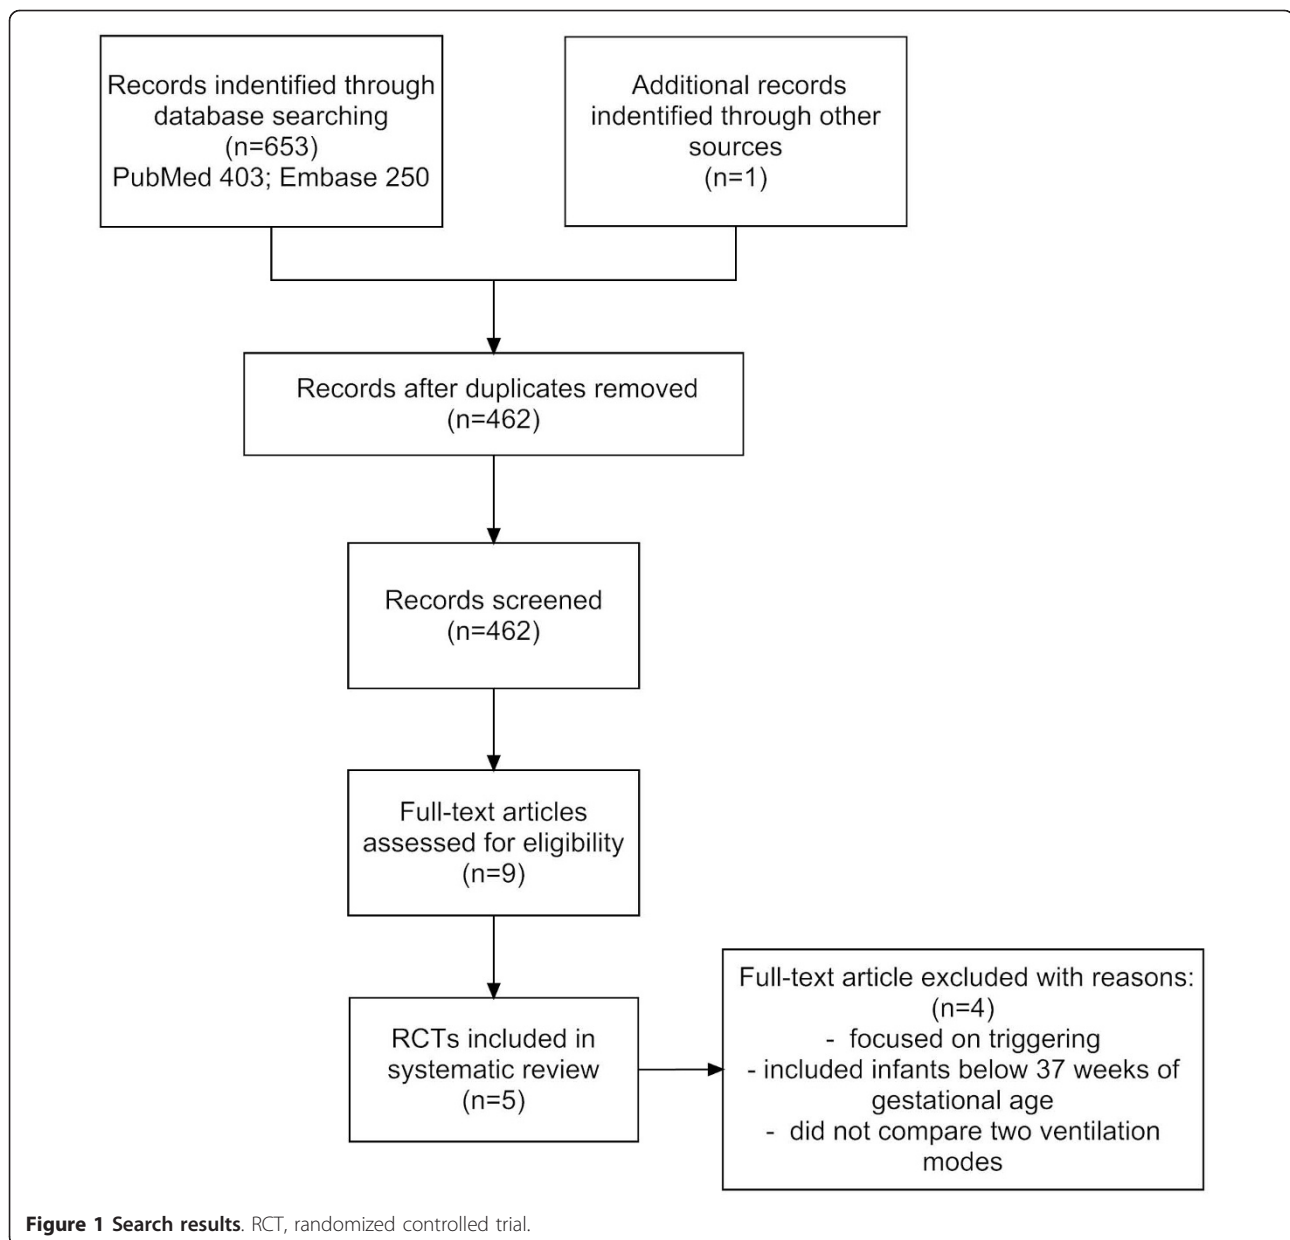 Records indentified through
database searching
(n=653)
PubMed 403; Embase 250
Additional records
indentified through other
sources
(n=1)
Records after duplicates removed
(n=462)
Records screened
(n=462)
Full-text articles
assessed for eligibility
(n=9)
RCTs included in
systematic review
(n=5)
Full-text article excluded with reasons:
(n=4)
- focused on triggering
- included infants below 37 weeks of
gestational age
- did not compare two ventilation
modes
Figure 1 Search results. RCT, randomized controlled trial.